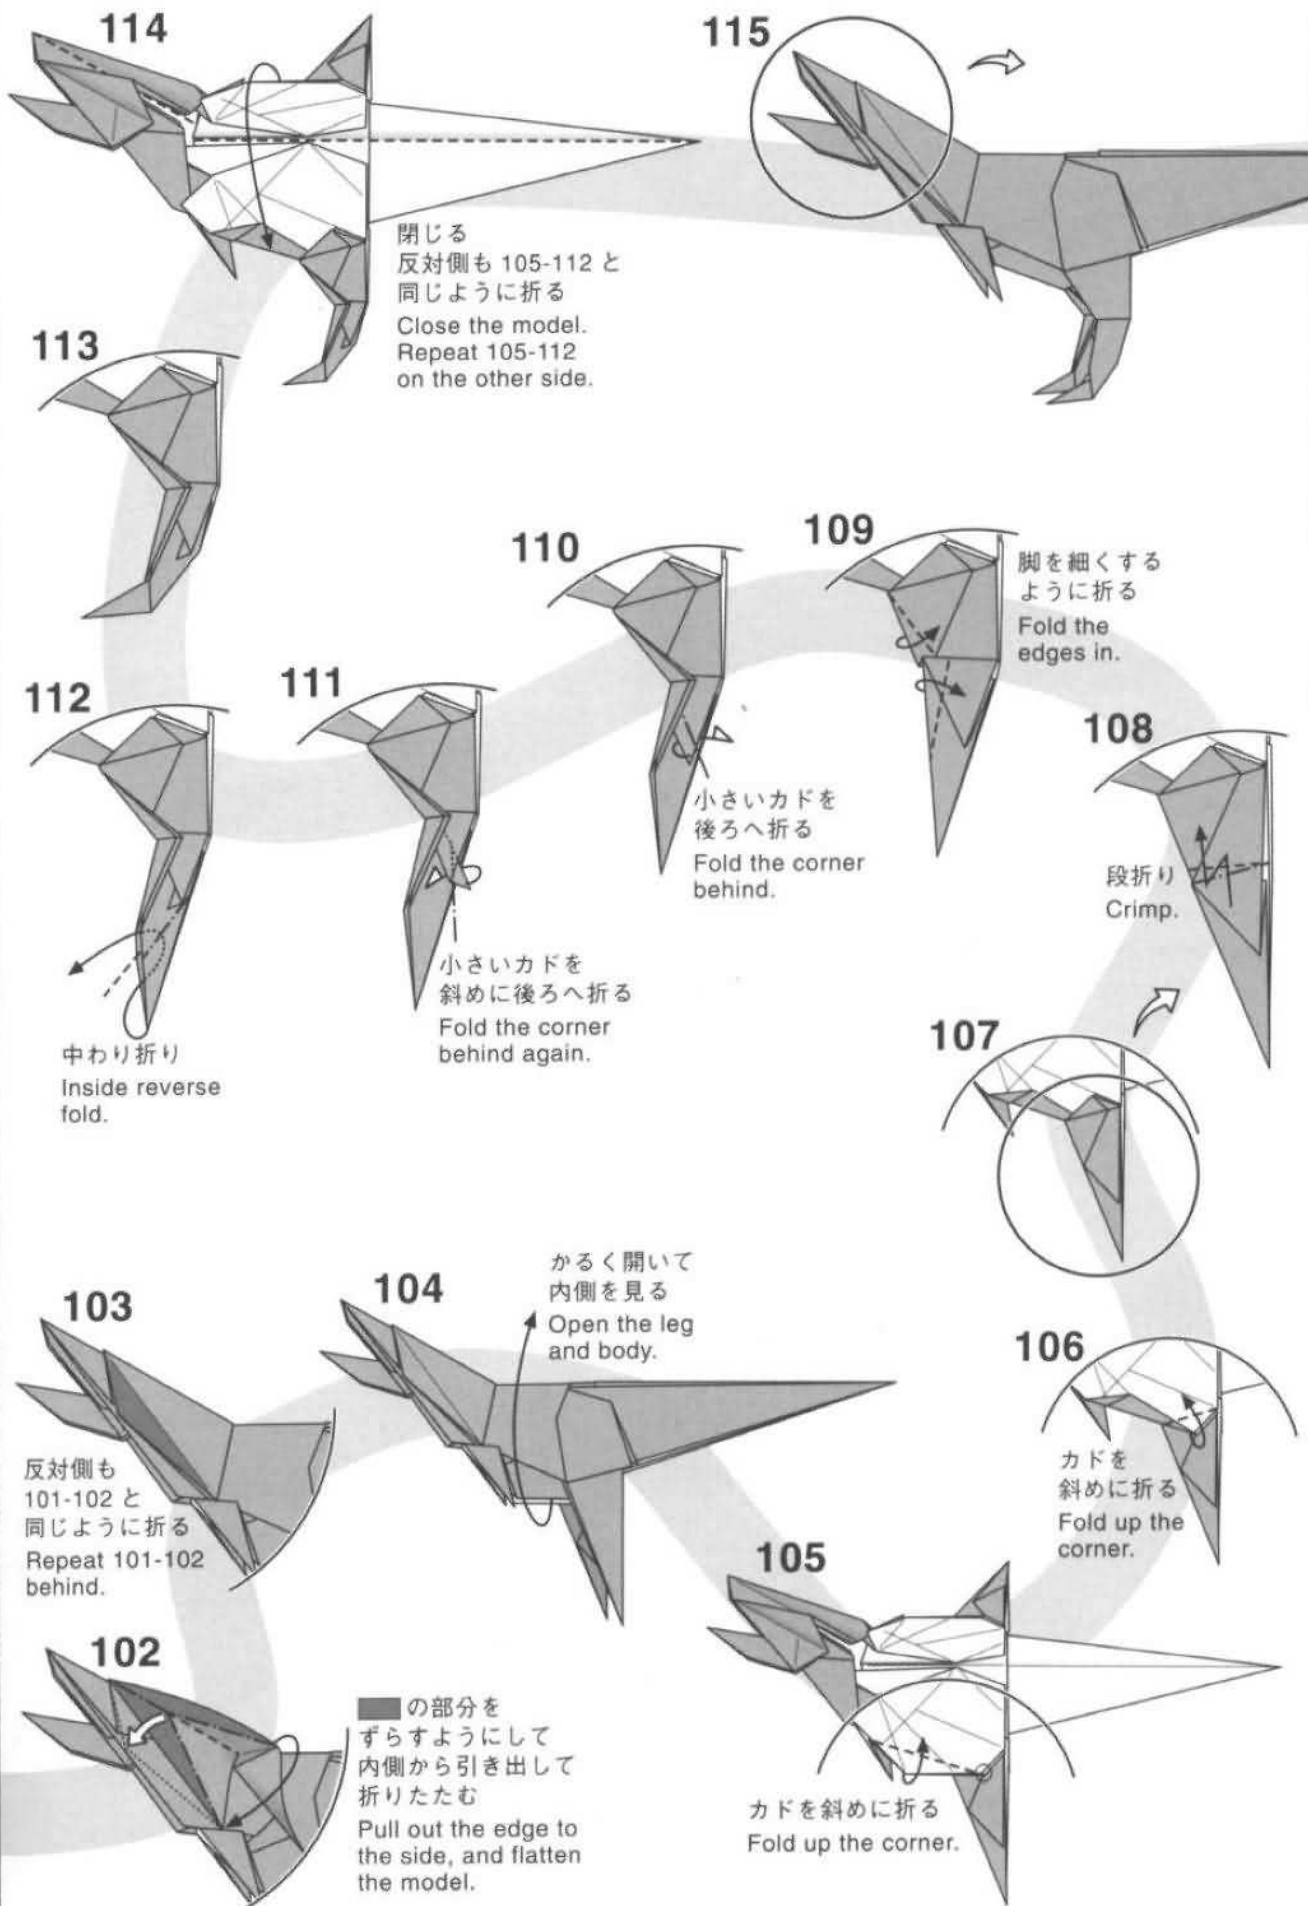 102
■の部分を
ずらすようにして
内側から引き出して
折りたたむ
Pull out the edge to
the side, and flatten
the model.
103
反対側も
101-102 と
同じように折る
Repeat 101-102
behind.
104
かるく開いて
内側を見る
Open the leg
and body.
105
カドを斜めに折る
Fold up the corner.
106
カドを
斜めに折る
Fold up the
corner.
107
108
段折り
Crimp.
109
脚を細くする
ように折る
Fold the
edges in.
110
小さいカドを
後ろへ折る
Fold the corner
behind.
111
小さいカドを
斜めに後ろへ折る
Fold the corner
behind again.
112
中わり折り
Inside reverse
fold.
113
114
閉じる
反対側も 105-112 と
同じように折る
Close the model.
Repeat 105-112
on the other side.
115